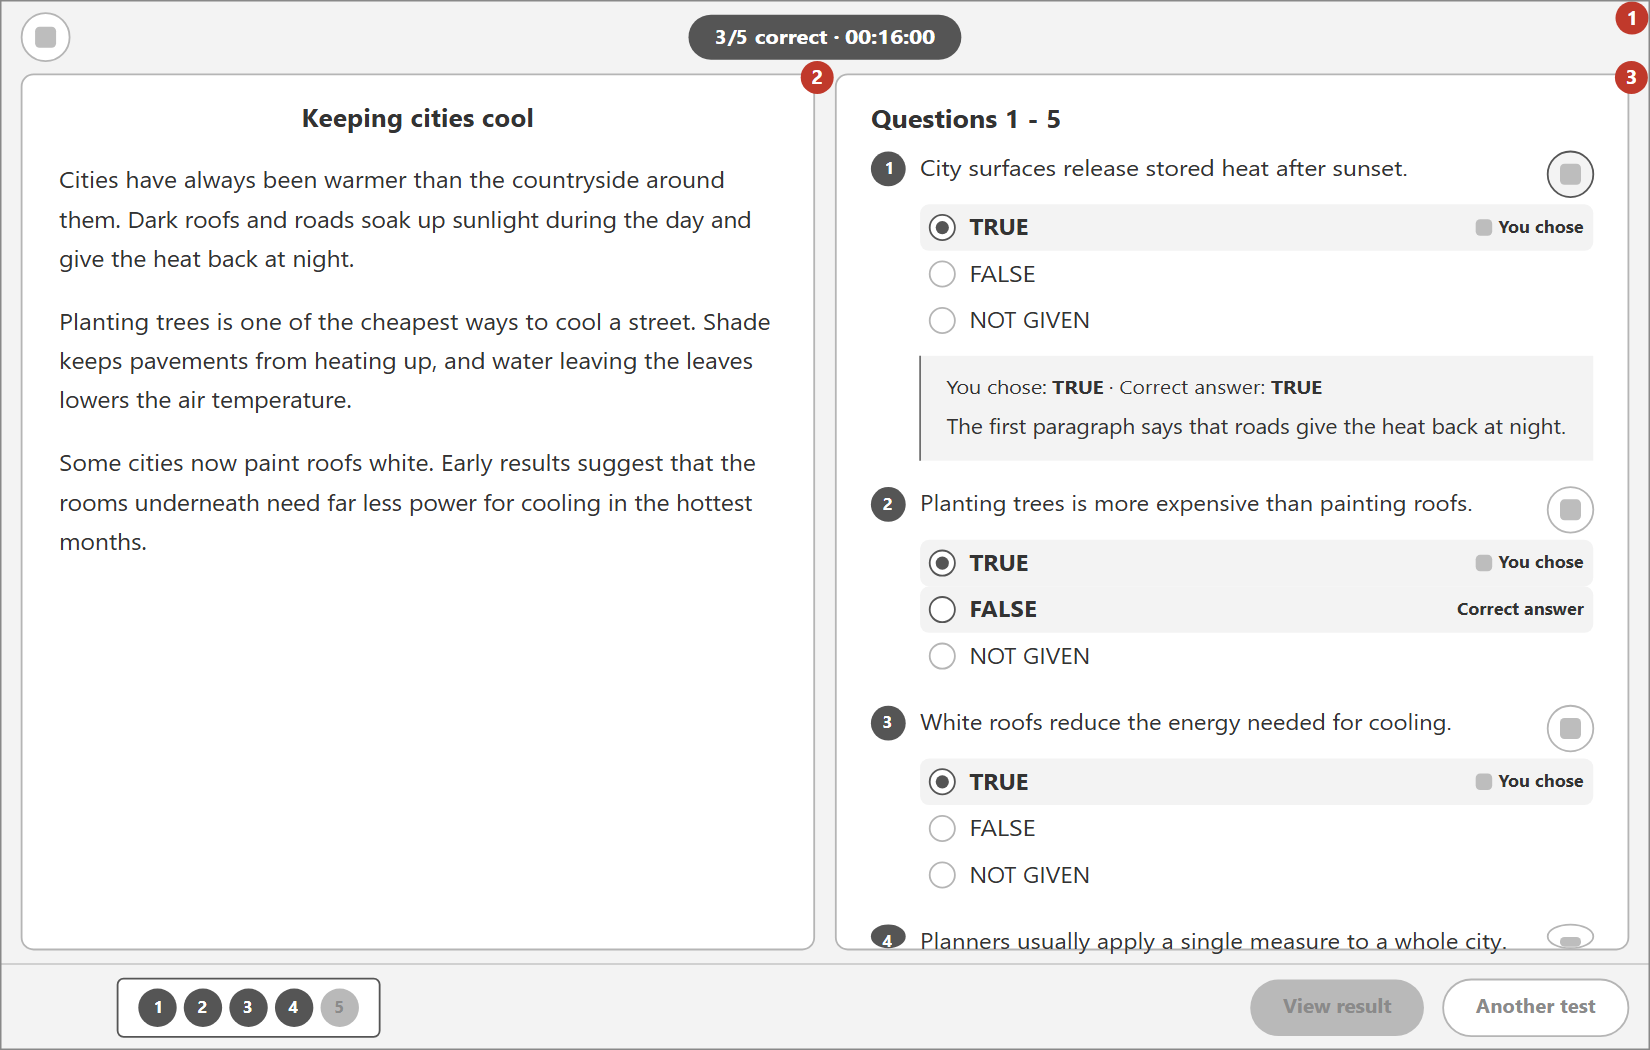 3/5 correct · 00:16:00
1
2
3
Keeping cities cool
Cities have always been warmer than the countryside around
them. Dark roofs and roads soak up sunlight during the day and
give the heat back at night.
Planting trees is one of the cheapest ways to cool a street. Shade
keeps pavements from heating up, and water leaving the leaves
lowers the air temperature.
Some cities now paint roofs white. Early results suggest that the
rooms underneath need far less power for cooling in the hottest
months.
Questions 1 - 5
1 City surfaces release stored heat after sunset.
TRUE You chose
FALSE
NOT GIVEN
You chose: TRUE · Correct answer: TRUE
The first paragraph says that roads give the heat back at night.
2 Planting trees is more expensive than painting roofs.
TRUE You chose
FALSE Correct answer
NOT GIVEN
3 White roofs reduce the energy needed for cooling.
TRUE You chose
FALSE
NOT GIVEN
4 Planners usually apply a single measure to a whole city.
1 2 3 4 5
View result
Another test